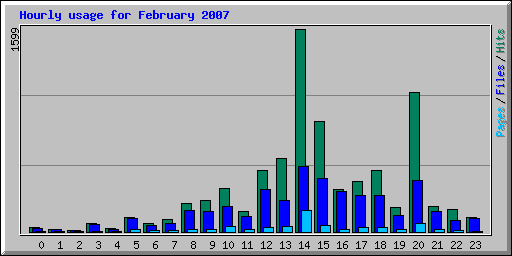 Hourly usage for February 2007
1599
Pages / Files / Hits
0 1 2 3 4 5 6 7 8 9 10 11 12 13 14 15 16 17 18 19 20 21 22 23